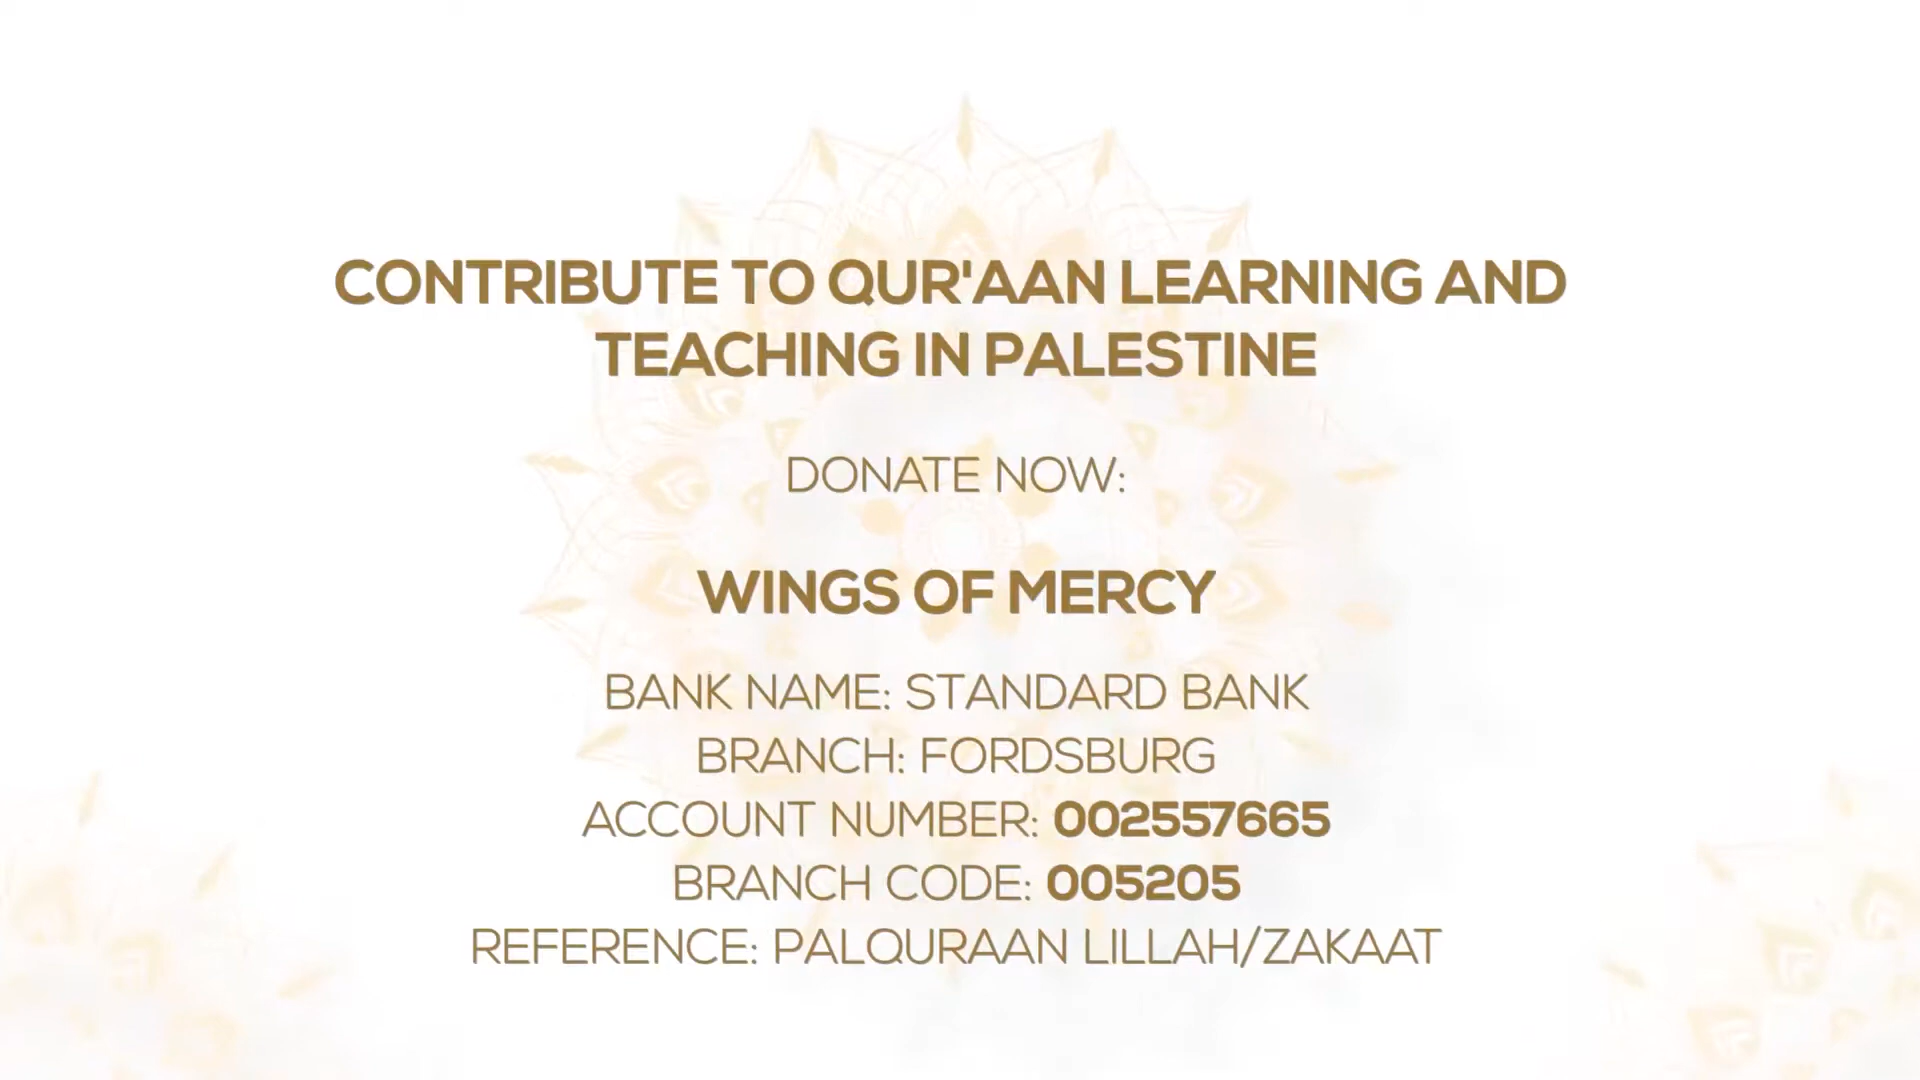 CONTRIBUTE TO QUR'AAN LEARNING AND
TEACHING IN PALESTINE
DONATE NOW:
WINGS OF MERCY
BANK NAME: STANDARD BANK
BRANCH: FORDSBURG
ACCOUNT NUMBER: 002557665
BRANCH CODE: 005205
REFERENCE: PALQURAAN LILLAH/ZAKAAT